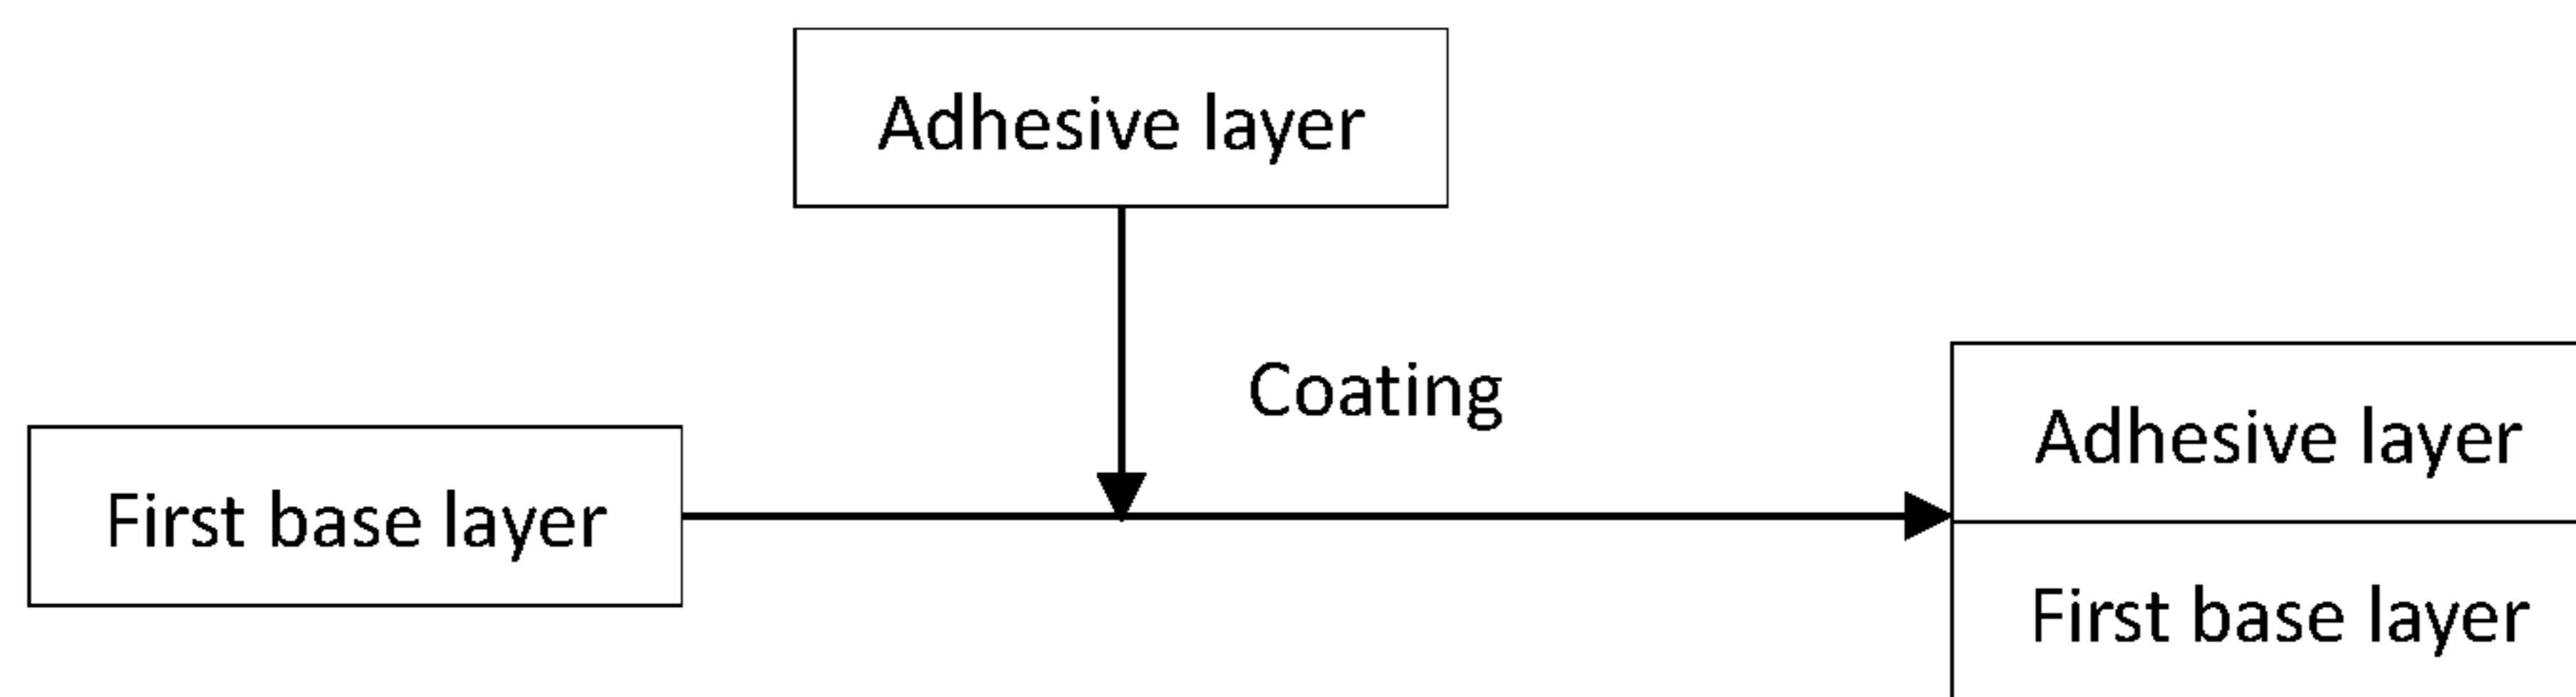 Adhesive layer
Coating
First base layer
Adhesive layer
First base layer